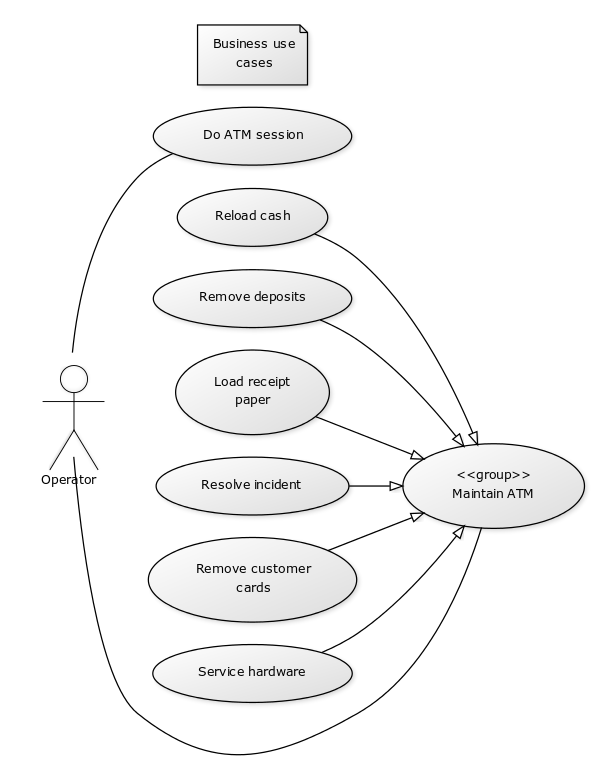 Business use
cases
Do ATM session
Reload cash
Remove deposits
Load receipt
paper
Operator
Resolve incident
<<group>>
Maintain ATM
Remove customer
cards
Service hardware